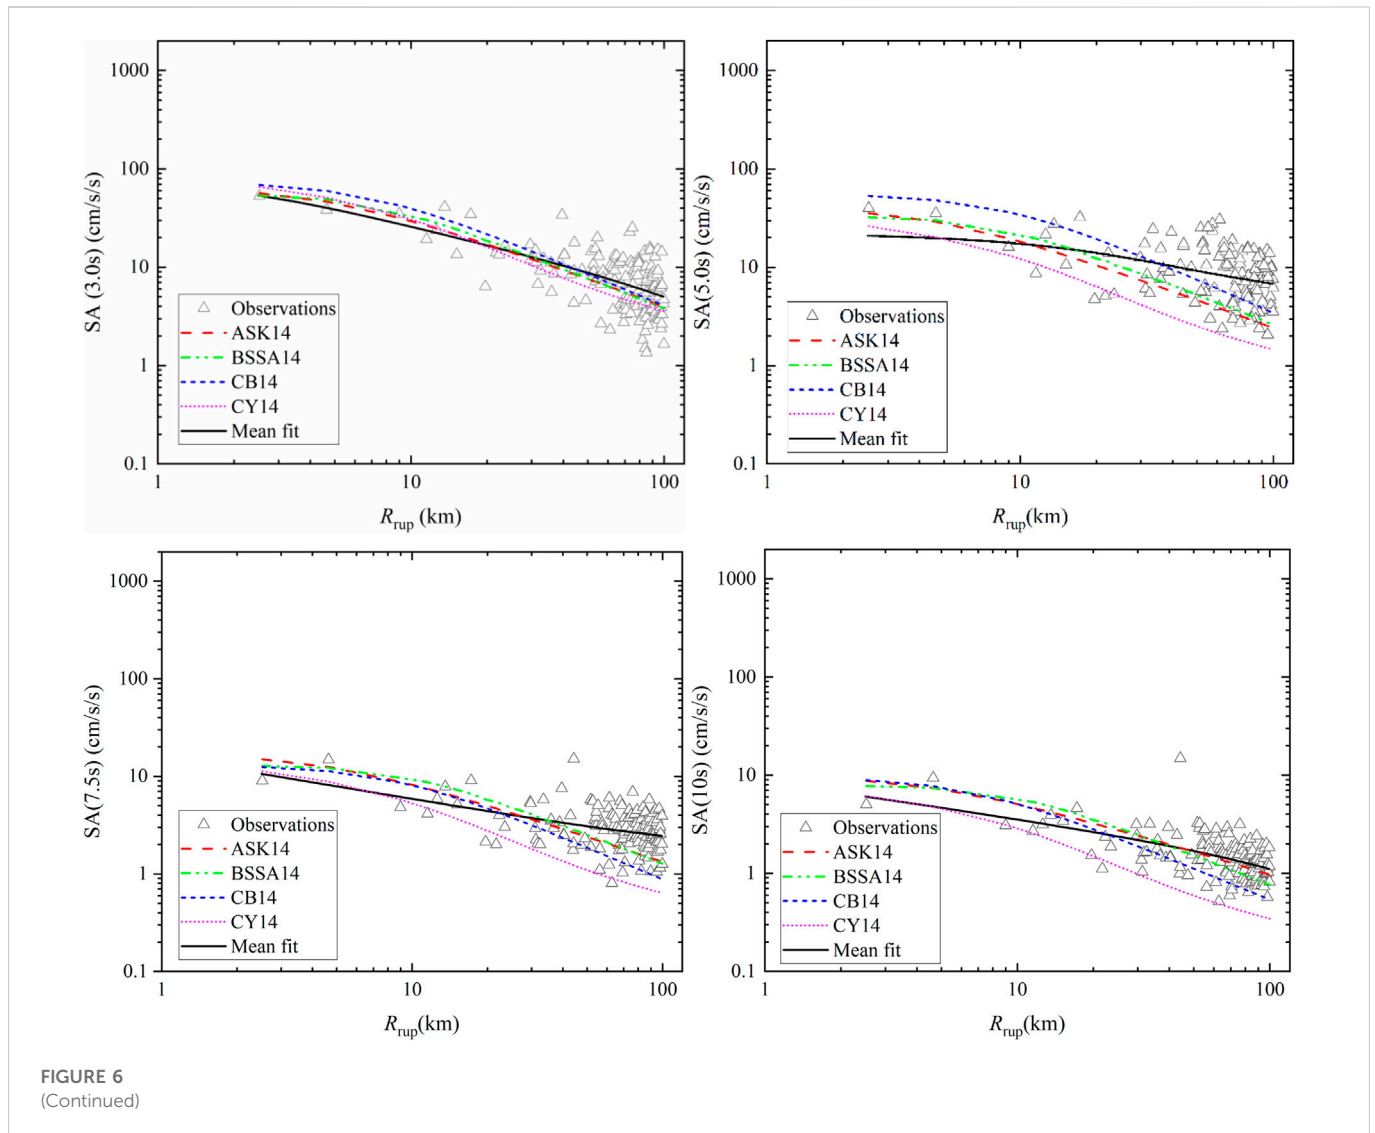 SA (3.0s) (cm/s/s)
1000
100
10
1
0.1
Observations
ASK14
BSSA14
CB14
CY14
Mean fit
1
10
100
Rrup (km)
SA(5.0s) (cm/s/s)
1000
100
10
1
0.1
Observations
ASK14
BSSA14
CB14
CY14
Mean fit
1
10
100
Rrup(km)
SA(7.5s) (cm/s/s)
1000
100
10
1
0.1
Observations
ASK14
BSSA14
CB14
CY14
Mean fit
1
10
100
Rrup(km)
SA(10s) (cm/s/s)
1000
100
10
1
0.1
Observations
ASK14
BSSA14
CB14
CY14
Mean fit
1
10
100
Rrup(km)
FIGURE 6
(Continued)